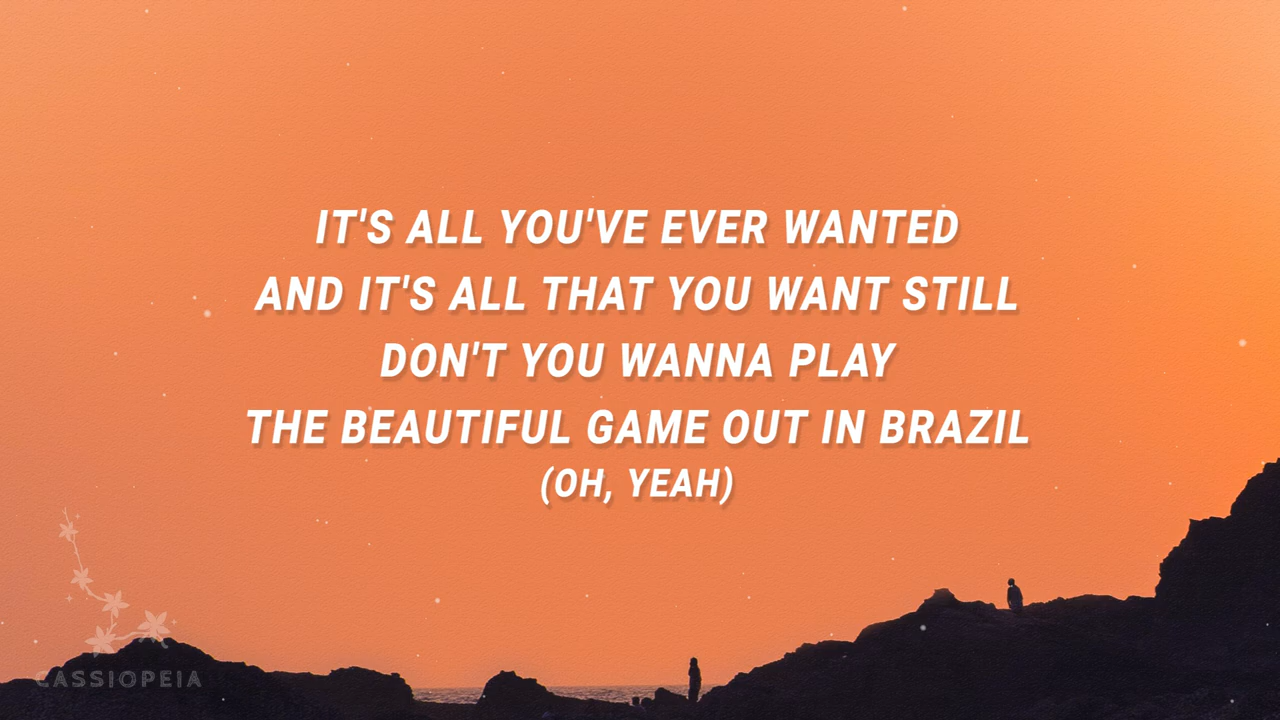 IT'S ALL YOU'VE EVER WANTED
AND IT'S ALL THAT YOU WANT STILL
DON'T YOU WANNA PLAY
THE BEAUTIFUL GAME OUT IN BRAZIL
(OH, YEAH)
CASSIOPEIA